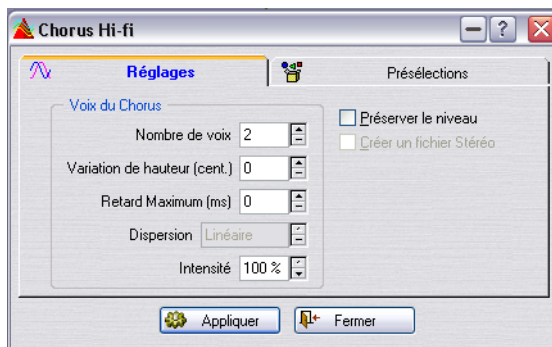 Chorus Hi-fi
Réglages
Présélections
Voix du Chorus
Nombre de voix 2
Variation de hauteur (cent.) 0
Retard Maximum (ms) 0
Dispersion Linéaire
Intensité 100 %
Préserver le niveau
Créer un fichier Stéréo
Appliquer
Fermer